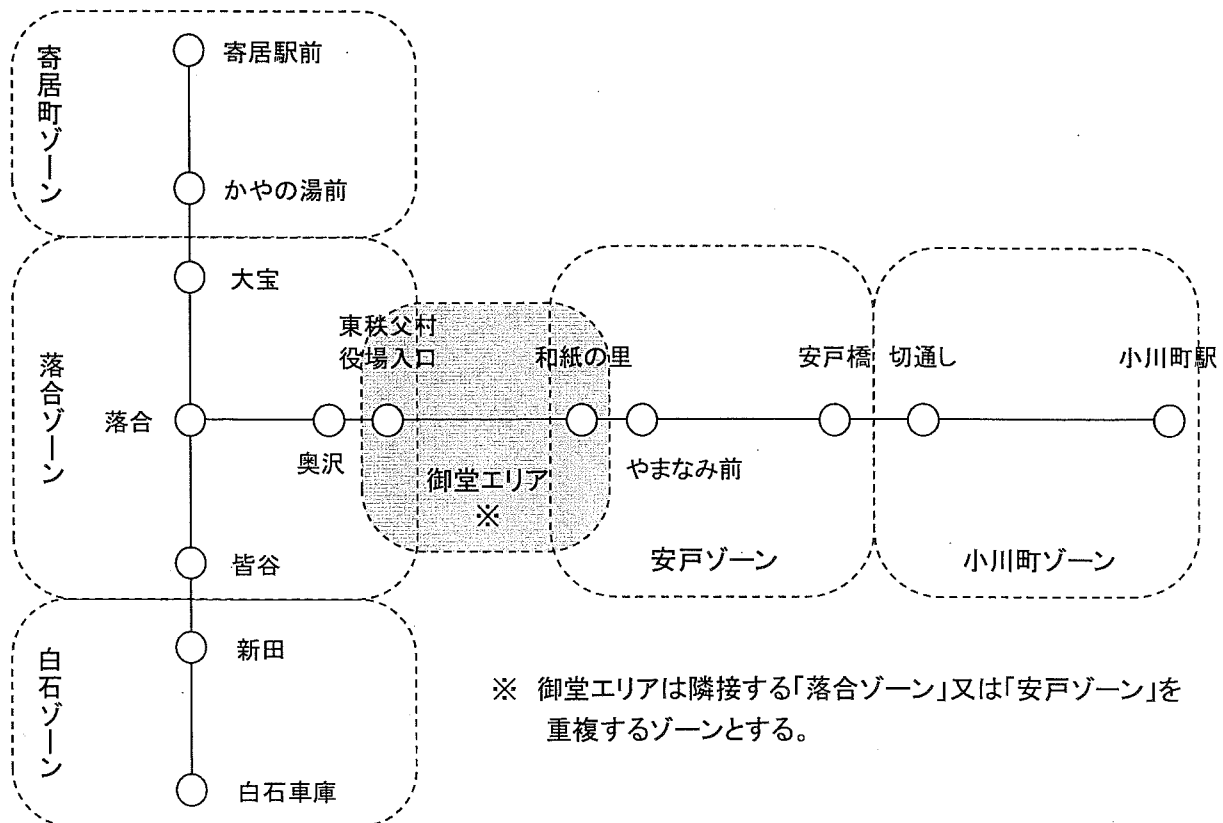 寄居町ゾーン
寄居駅前
かやの湯前
落合ゾーン
大宝
東秩父村
役場入口
和紙の里
安戸橋
切通し
小川町駅
落合
奥沢
やまなみ前
御堂エリア
※
安戸ゾーン
小川町ゾーン
皆谷
白石ゾーン
新田
白石車庫
※ 御堂エリアは隣接する「落合ゾーン」又は「安戸ゾーン」を
重複するゾーンとする。